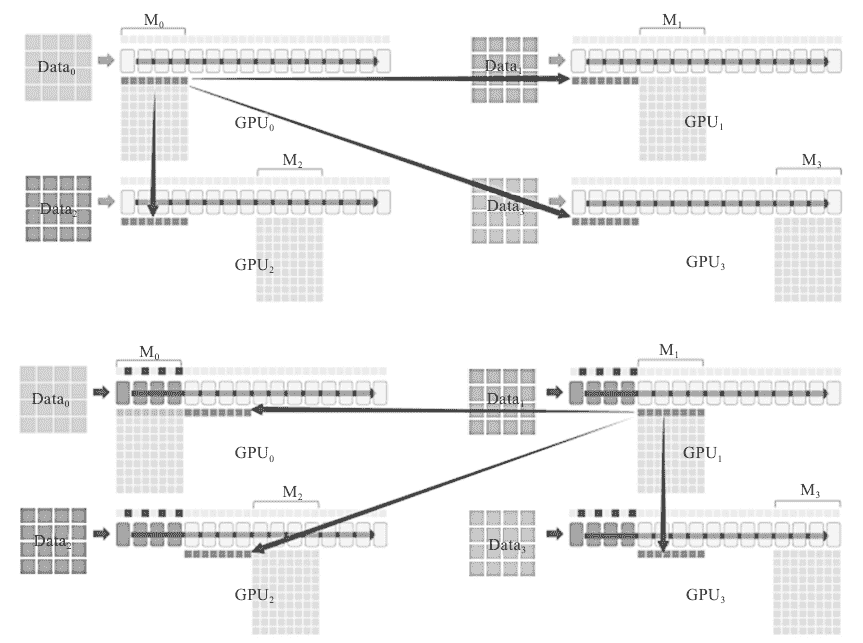 M₀
M₁
Data₀
Data₁
GPU₀
GPU₁
M₂
M₃
Data₂
Data₃
GPU₂
GPU₃
M₀
M₁
Data₀
Data₁
GPU₀
GPU₁
M₂
M₃
Data₂
Data₃
GPU₂
GPU₃